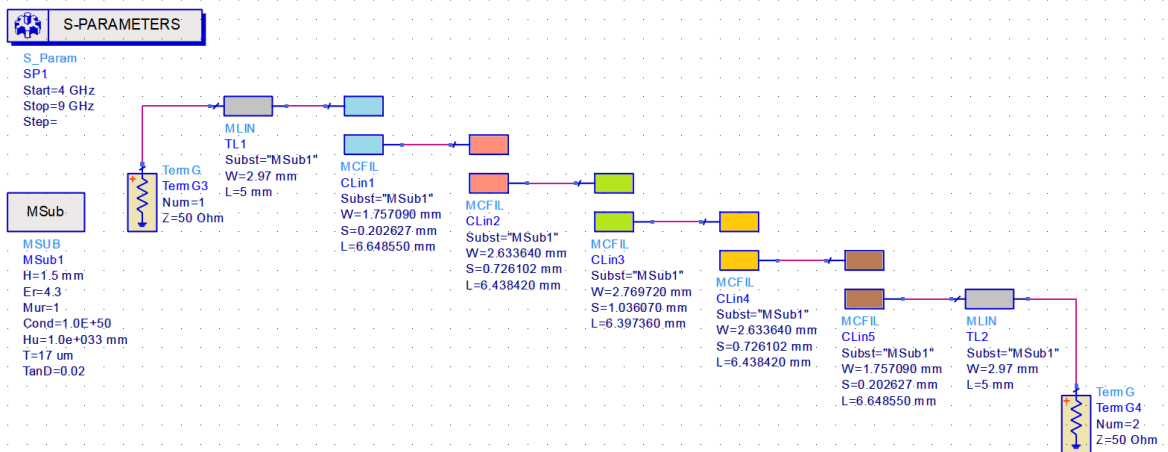 S-PARAMETERS
S_Param
SP1
Start=4 GHz
Stop=9 GHz
Step=
MSub
MSUB
MSub1
H=1.5 mm
Er=4.3
Mur=1
Cond=1.0E+50
Hu=1.0e+033 mm
T=17 um
TanD=0.02
TermG
TermG3
Num=1
Z=50 Ohm
MLIN
TL1
Subst="MSub1"
W=2.97 mm
L=5 mm
MCFIL
CLin1
Subst="MSub1"
W=1.757090 mm
S=0.202627 mm
L=6.648550 mm
MCFIL
CLin2
Subst="MSub1"
W=2.633640 mm
S=0.726102 mm
L=6.438420 mm
MCFIL
CLin3
Subst="MSub1"
W=2.769720 mm
S=1.036070 mm
L=6.397360 mm
MCFIL
CLin4
Subst="MSub1"
W=2.633640 mm
S=0.726102 mm
L=6.438420 mm
MCFIL
CLin5
Subst="MSub1"
W=1.757090 mm
S=0.202627 mm
L=6.648550 mm
MLIN
TL2
Subst="MSub1"
W=2.97 mm
L=5 mm
TermG
TermG4
Num=2
Z=50 Ohm